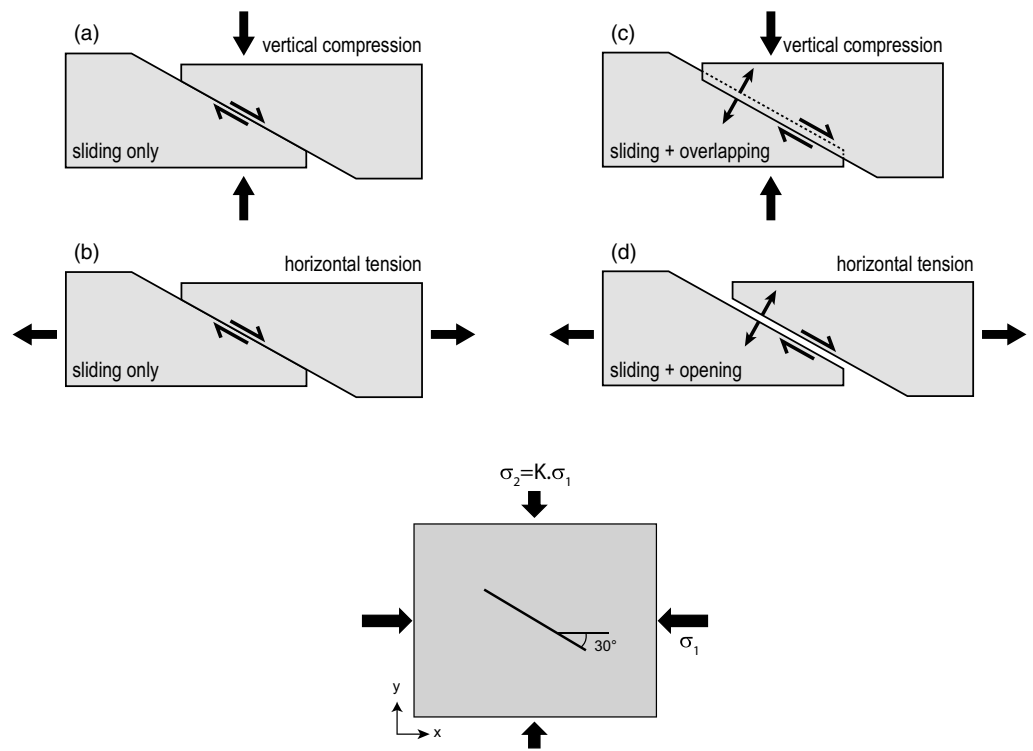 (a)
vertical compression
sliding only
(c)
vertical compression
sliding + overlapping
(b)
horizontal tension
sliding only
(d)
horizontal tension
sliding + opening
σ₂=K.σ₁
30°
σ₁
y
x